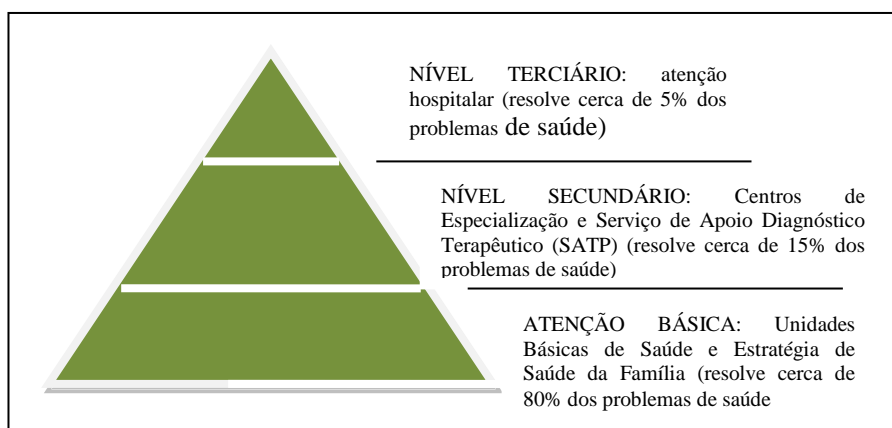 NÍVEL TERCIÁRIO: atenção
hospitalar (resolve cerca de 5% dos
problemas de saúde)
NÍVEL SECUNDÁRIO: Centros de
Especialização e Serviço de Apoio Diagnóstico
Terapêutico (SATP) (resolve cerca de 15% dos
problemas de saúde)
ATENÇÃO BÁSICA: Unidades
Básicas de Saúde e Estratégia de
Saúde da Família (resolve cerca de
80% dos problemas de saúde